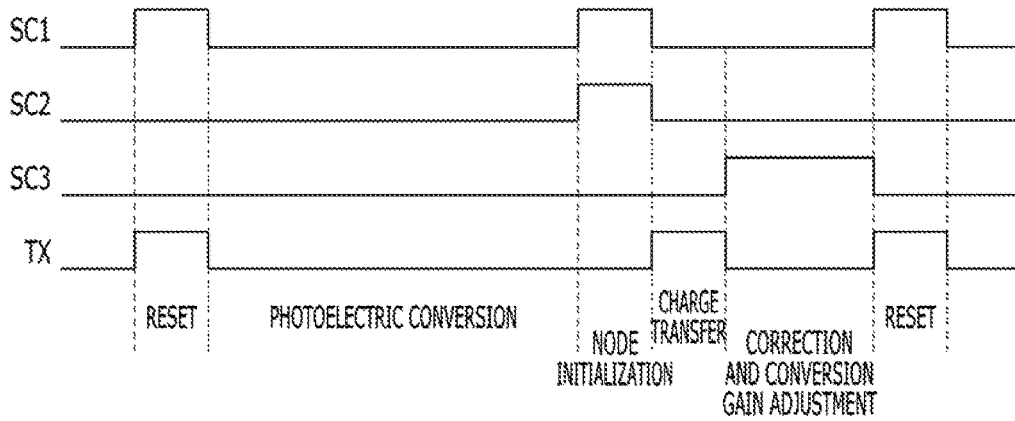 SC1
SC2
SC3
TX
RESET
PHOTOELECTRIC CONVERSION
NODE
INITIALIZATION
CHARGE
TRANSFER
CORRECTION
AND CONVERSION
GAIN ADJUSTMENT
RESET